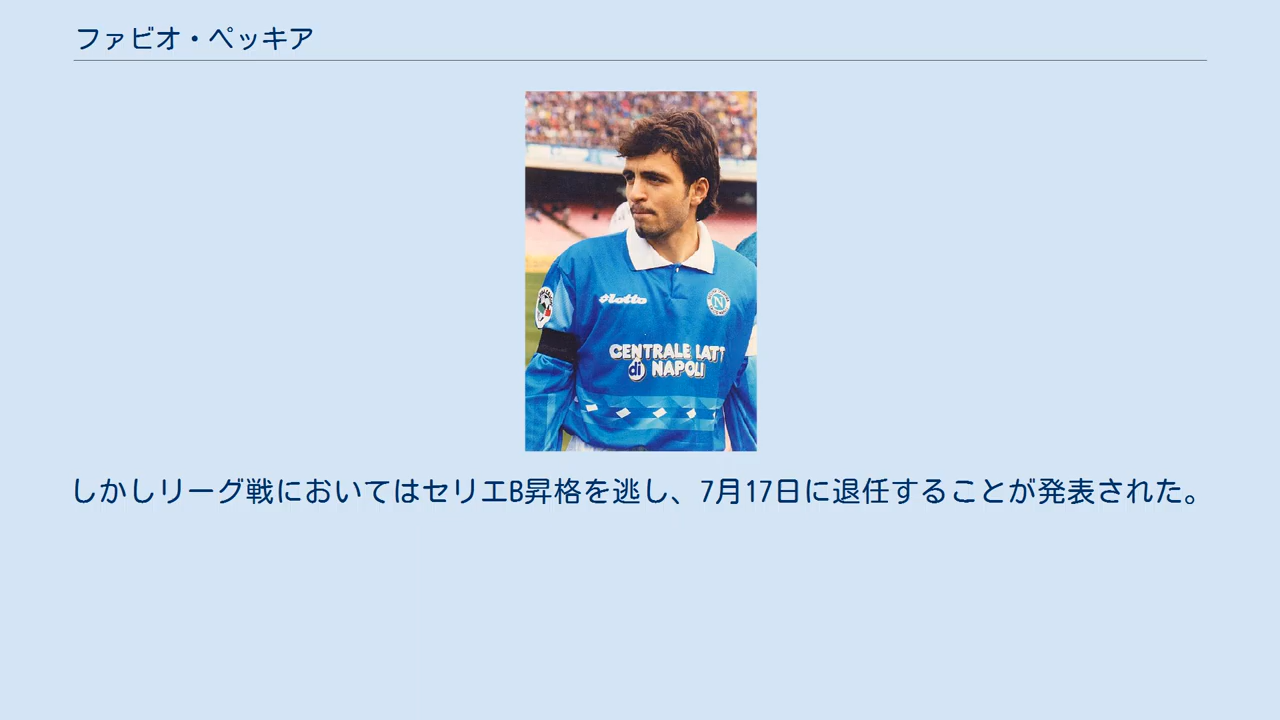 ファビオ・ペッキア
lotto
N
CENTRALE LATT
di NAPOLI
しかしリーグ戦においてはセリエB昇格を逃し、7月17日に退任することが発表された。